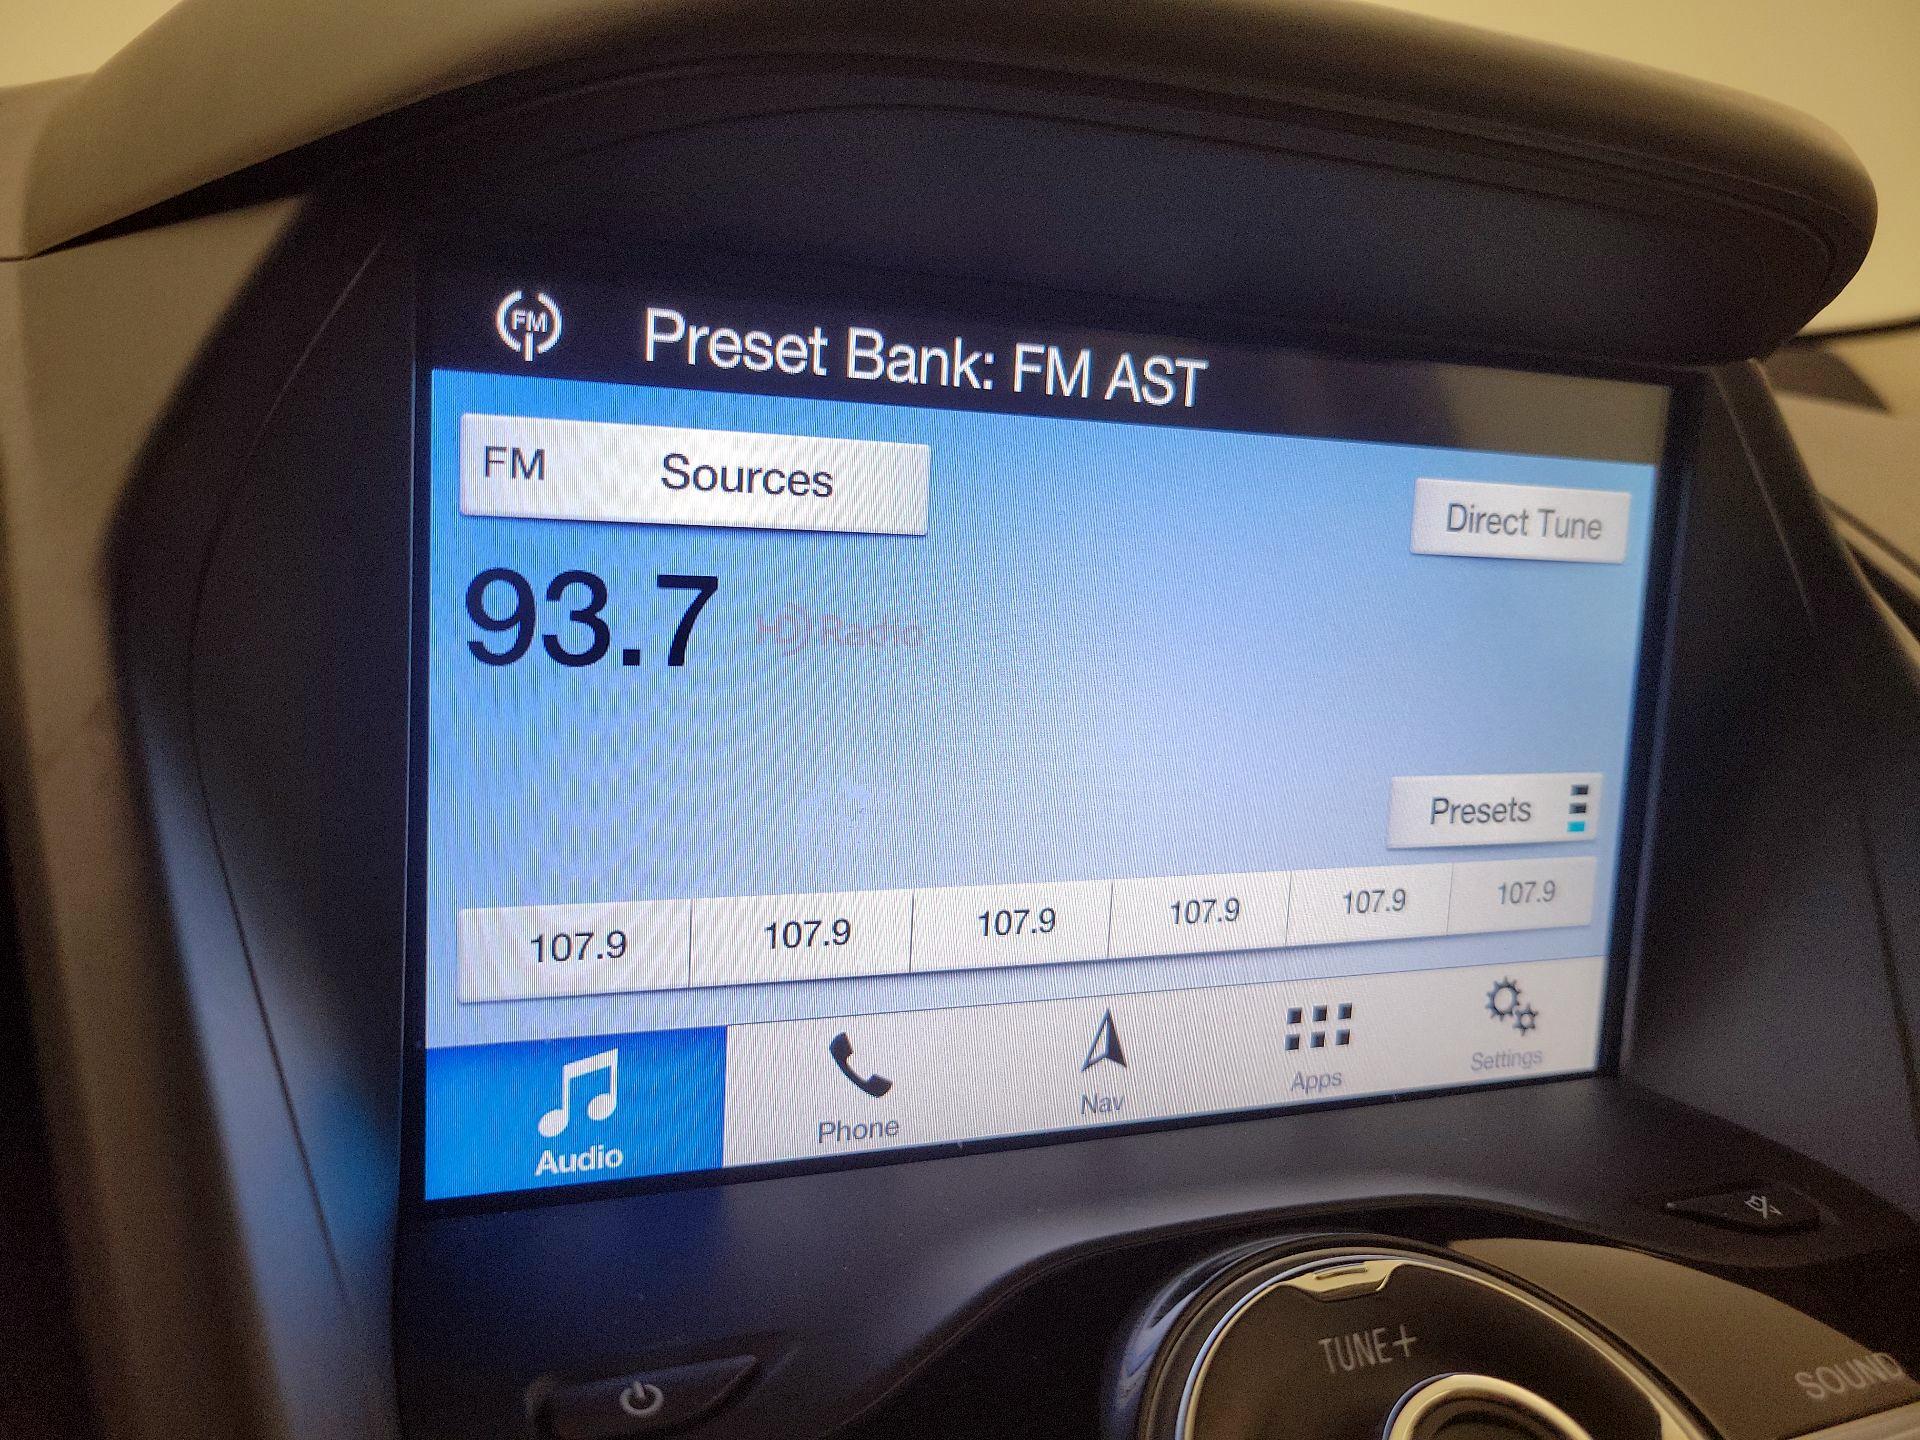 FM
Preset Bank: FM AST
FM Sources
Direct Tune
93.7 HD Radio
Presets
107.9 107.9 107.9 107.9 107.9 107.9
Audio Phone Nav Apps Settings
TUNE+
SOUND